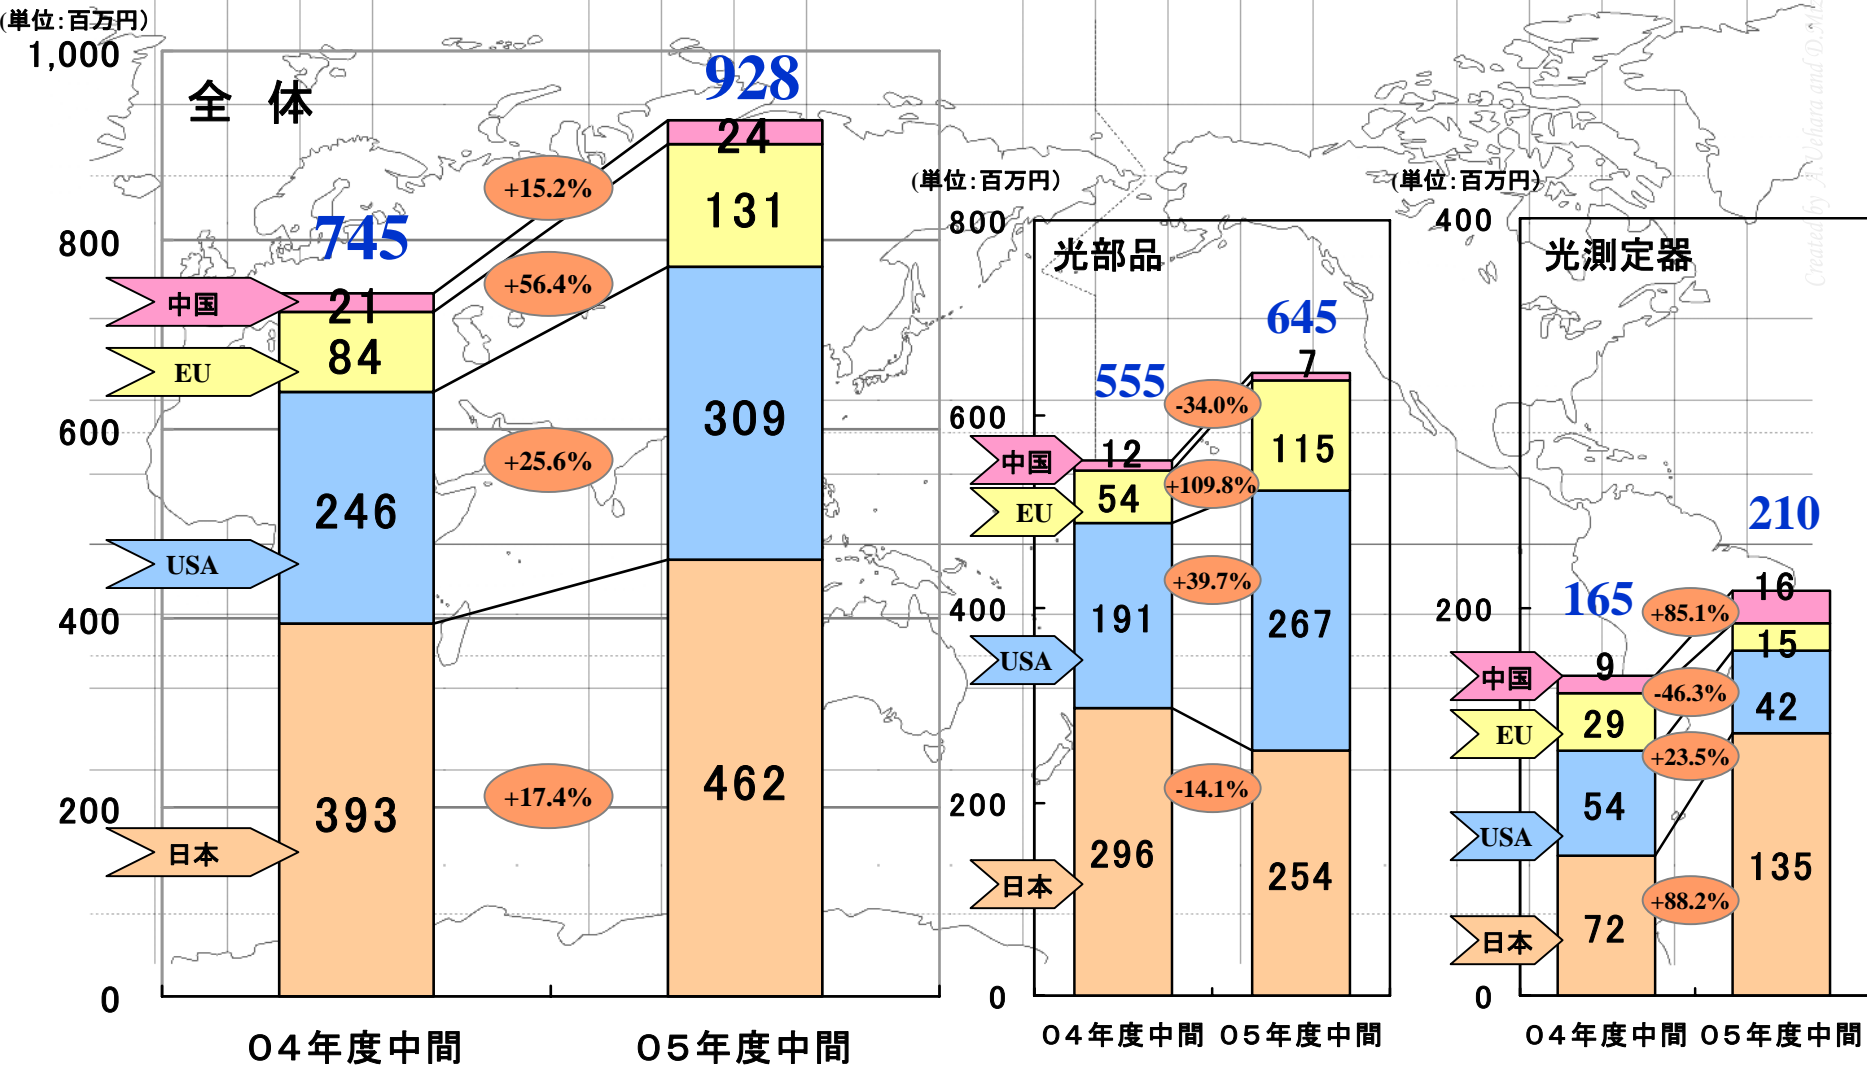 (単位:百万円)
1,000
800
600
400
200
0
全 体
745
928
中国
EU
USA
日本
21
84
246
393
24
131
309
462
+15.2%
+56.4%
+25.6%
+17.4%
04年度中間
05年度中間
(単位:百万円)
800
600
400
200
0
光部品
555
645
中国
EU
USA
日本
12
54
191
296
7
115
267
254
-34.0%
+109.8%
+39.7%
-14.1%
04年度中間
05年度中間
(単位:百万円)
400
200
0
光測定器
165
210
中国
EU
USA
日本
9
29
54
72
16
15
42
135
+85.1%
-46.3%
+23.5%
+88.2%
04年度中間
05年度中間
Created by A.Uehara and D.